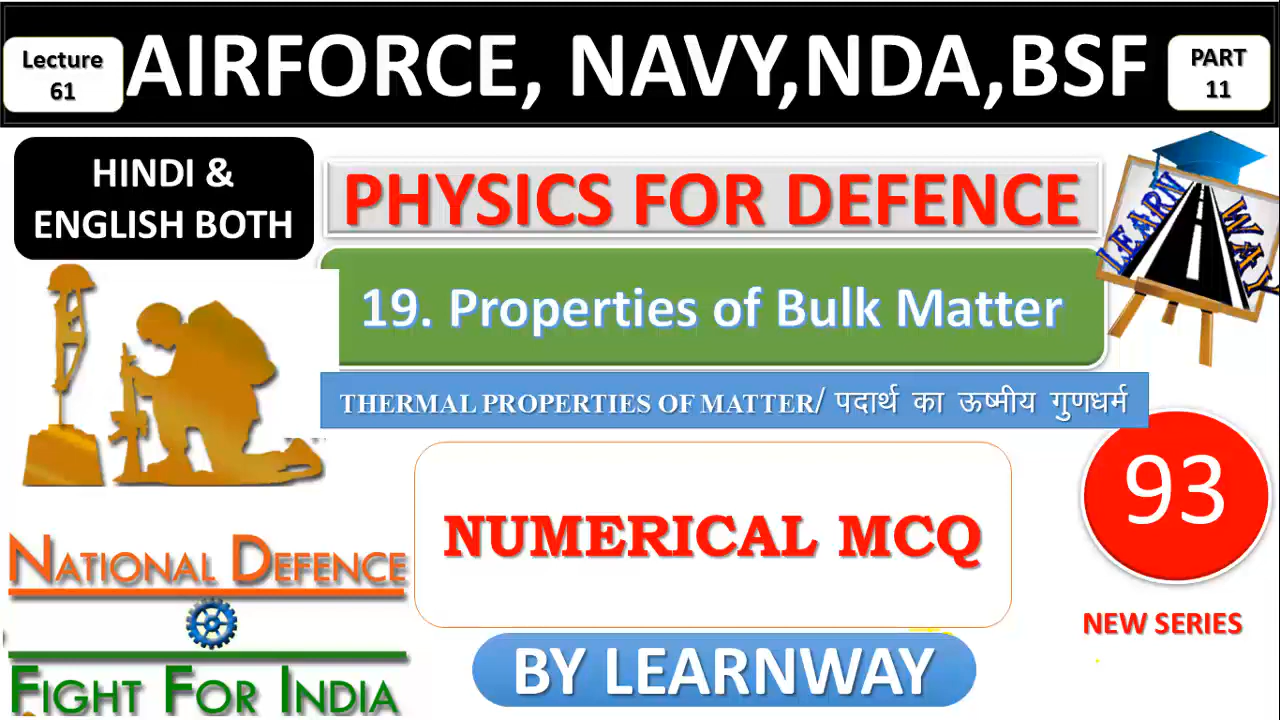 Lecture
61
AIRFORCE, NAVY,NDA,BSF
PART
11
HINDI &
ENGLISH BOTH
PHYSICS FOR DEFENCE
LEARN WAY
19. Properties of Bulk Matter
THERMAL PROPERTIES OF MATTER/ पदार्थ का ऊष्मीय गुणधर्म
93
NUMERICAL MCQ
NATIONAL DEFENCE
FIGHT FOR INDIA
NEW SERIES
BY LEARNWAY